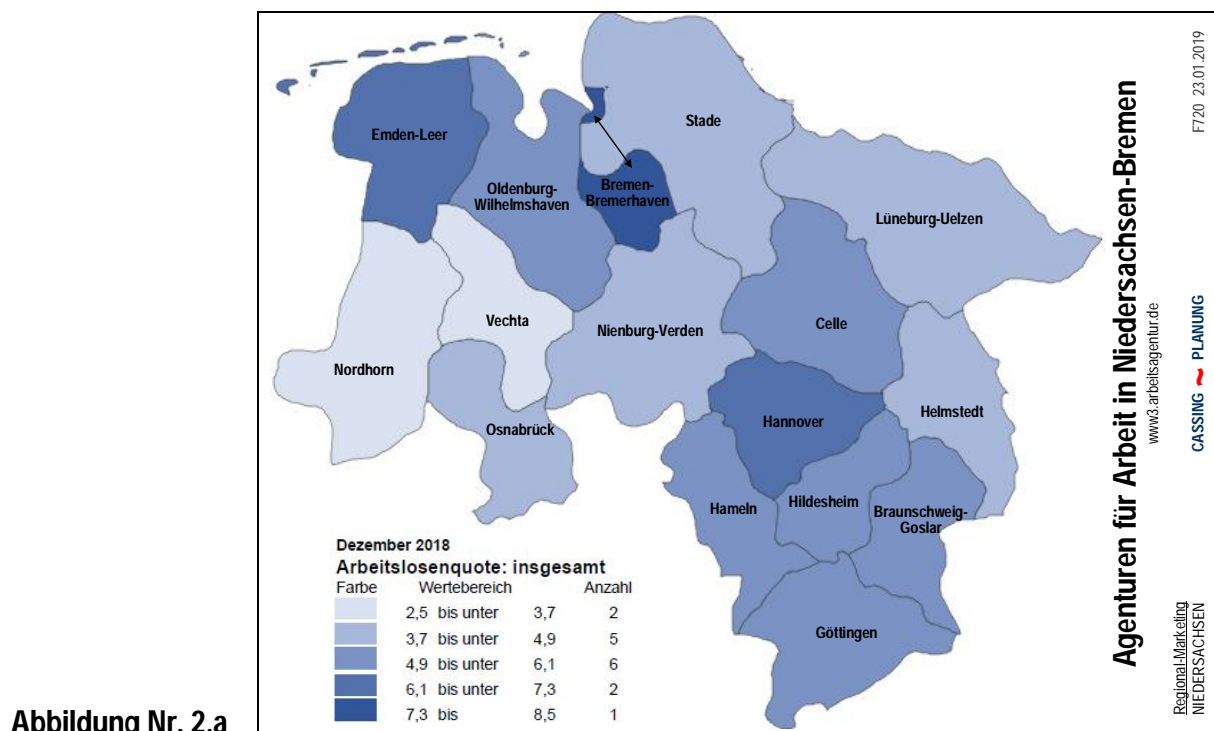 Emden-Leer
Stade
Oldenburg-
Wilhelmshaven
Bremen-
Bremerhaven
Lüneburg-Uelzen
Vechta
Nienburg-Verden
Celle
Nordhorn
Osnabrück
Hannover
Helmstedt
Hameln
Hildesheim
Braunschweig-
Goslar
Göttingen
Dezember 2018
Arbeitslosenquote: insgesamt
Farbe Wertebereich Anzahl
2,5 bis unter 3,7 2
3,7 bis unter 4,9 5
4,9 bis unter 6,1 6
6,1 bis unter 7,3 2
7,3 bis 8,5 1
Agenturen für Arbeit in Niedersachsen-Bremen
www3.arbeitsagentur.de
F720 23.01.2019
CASSING ~ PLANUNG
Regional-Marketing
NIEDERSACHSEN
Abbildung Nr. 2.a